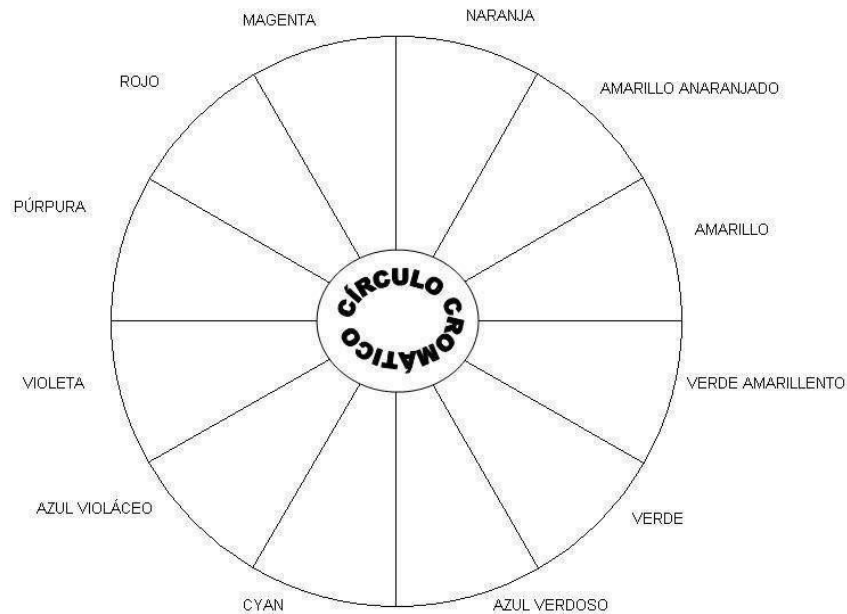 NARANJA
MAGENTA
ROJO
AMARILLO ANARANJADO
PÚRPURA
AMARILLO
CÍRCULO CROMÁTICO
VIOLETA
VERDE AMARILLENTO
AZUL VIOLÁCEO
VERDE
CYAN
AZUL VERDOSO